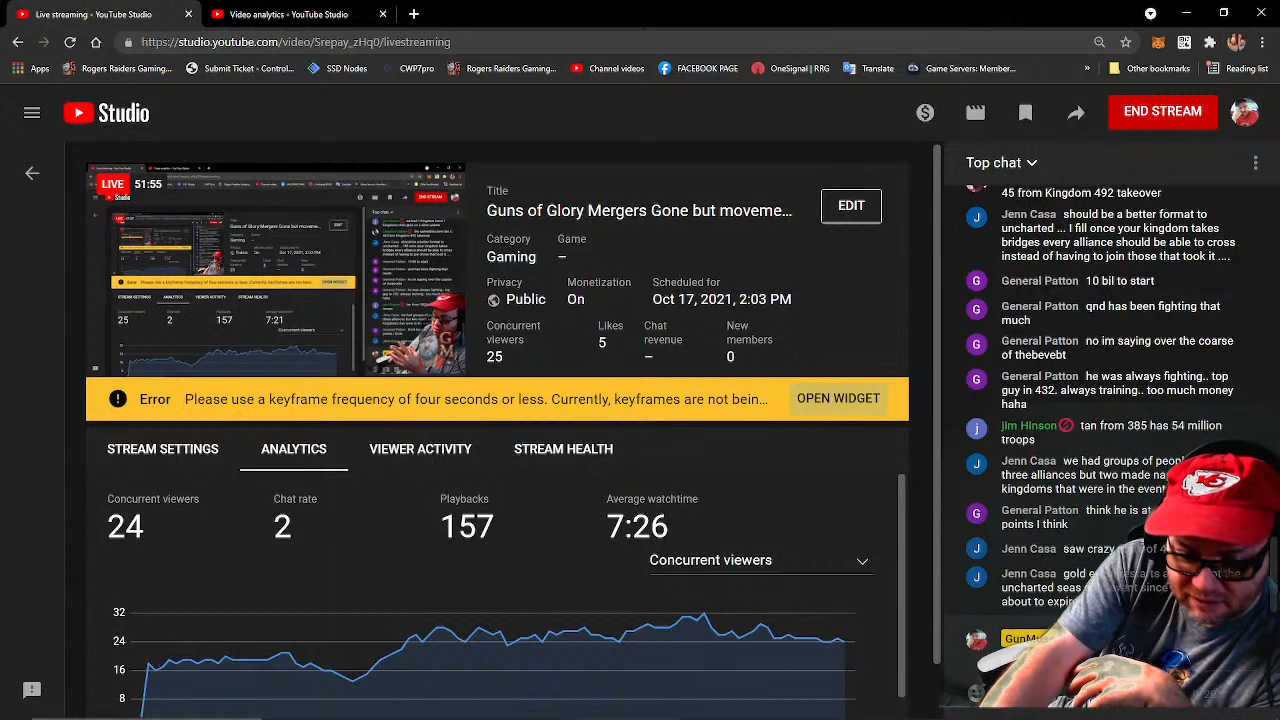 Live streaming - YouTube Studio
Video analytics - YouTube Studio
https://studio.youtube.com/video/Srepay_zHq0/livestreaming
Apps
Rogers Raiders Gaming...
Submit Ticket - Control...
SSD Nodes
CWP7pro
Rogers Raiders Gaming...
Channel videos
FACEBOOK PAGE
OneSignal | RRG
Translate
Game Servers: Member...
»
Other bookmarks
Reading list
Studio
END STREAM
LIVE 51:55
Title
Guns of Glory Mergers Gone but moveme...
EDIT
Category
Gaming
Game
–
Privacy
Public
Monetization
On
Scheduled for
Oct 17, 2021, 2:03 PM
Concurrent viewers
25
Likes
5
Chat revenue
–
New members
0
Error Please use a keyframe frequency of four seconds or less. Currently, keyframes are not bein...
OPEN WIDGET
STREAM SETTINGS
ANALYTICS
VIEWER ACTIVITY
STREAM HEALTH
Concurrent viewers
24
Chat rate
2
Playbacks
157
Average watchtime
7:26
Concurrent viewers
32
24
16
8
Top chat
45 from Kingdom 492 takeover
Jenn Casa should be a better format to
uncharted ... I fill once your kingdom takes
bridges every alliance should be able to cross
instead of having to just those that took it ....
General Patton 10:58 to start
General Patton no i has been fighting that
much
General Patton no im saying over the coarse
of thebevebt
General Patton he was always fighting.. top
guy in 432. always training.. too much money
haha
jim Hinson tan from 385 has 54 million
troops
Jenn Casa we had groups of
three alliances but two made
kingdoms that were in the
General Patton think he is
points I think
Jenn Casa saw crazy
Jenn Casa gold
uncharted seas
about to